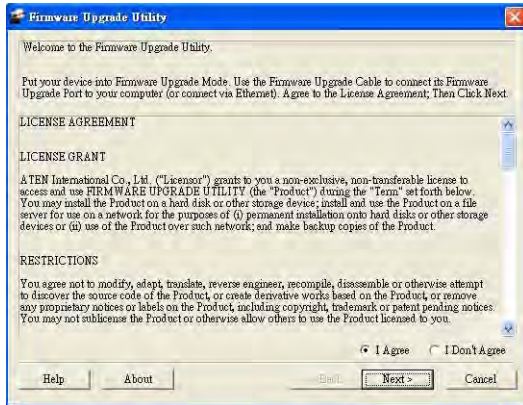 Firmware Upgrade Utility
Welcome to the Firmware Upgrade Utility.
Put your device into Firmware Upgrade Mode. Use the Firmware Upgrade Cable to connect its Firmware
Upgrade Port to your computer (or connect via Ethernet). Agree to the License Agreement; Then Click Next.
LICENSE AGREEMENT
LICENSE GRANT
ATEN International Co., Ltd. ("Licensor") grants to you a non-exclusive, non-transferable license to
access and use FIRMWARE UPGRADE UTILITY (the "Product") during the "Term" set forth below.
You may install the Product on a hard disk or other storage device; install and use the Product on a file
server for use on a network for the purposes of (i) permanent installation onto hard disks or other storage
devices or (ii) use of the Product over such network; and make backup copies of the Product.
RESTRICTIONS
You agree not to modify, adapt, translate, reverse engineer, recompile, disassemble or otherwise attempt
to discover the source code of the Product, or create derivative works based on the Product, or remove
any proprietary notices or labels on the Product, including copyright, trademark or patent pending notices.
You may not sublicense the Product or otherwise allow others to use the Product licensed to you.
I Agree I Don't Agree
Help About Back Next > Cancel